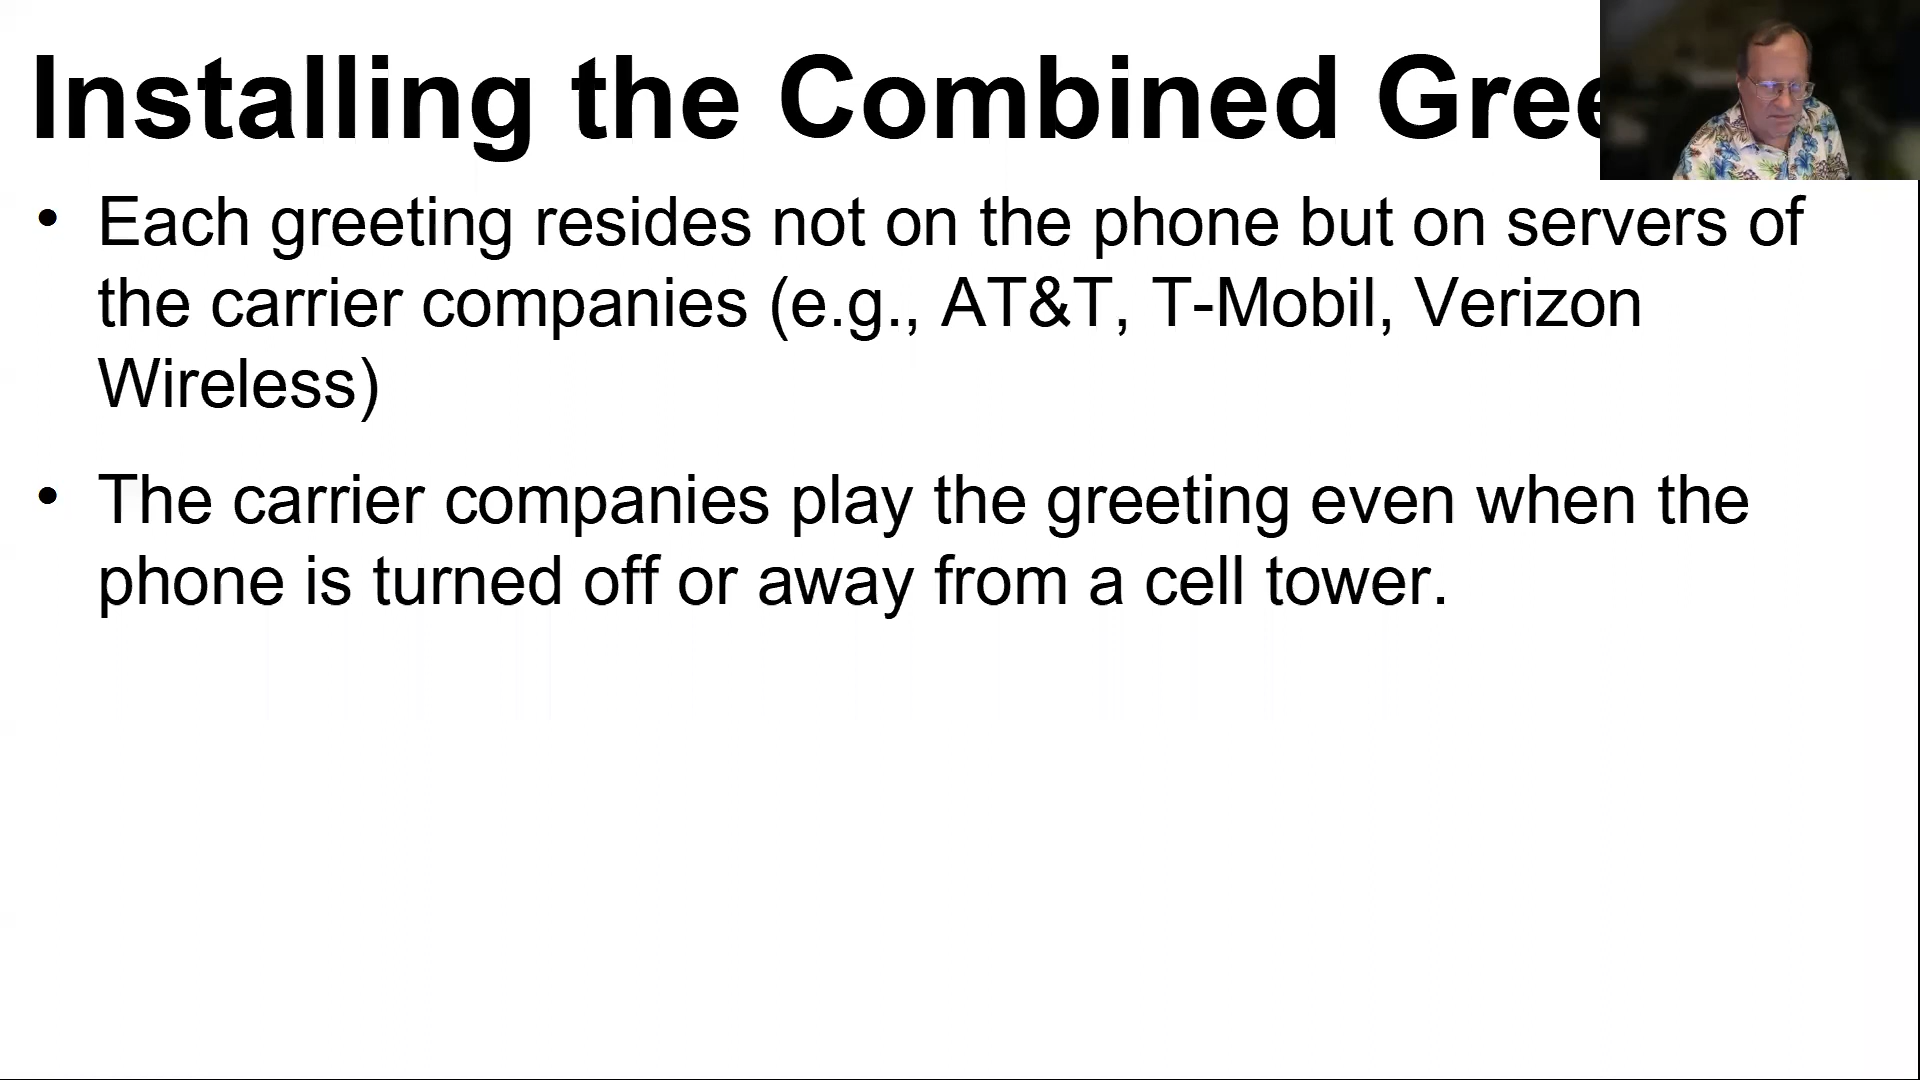 Installing the Combined Gree
• Each greeting resides not on the phone but on servers of
the carrier companies (e.g., AT&T, T-Mobil, Verizon
Wireless)
• The carrier companies play the greeting even when the
phone is turned off or away from a cell tower.